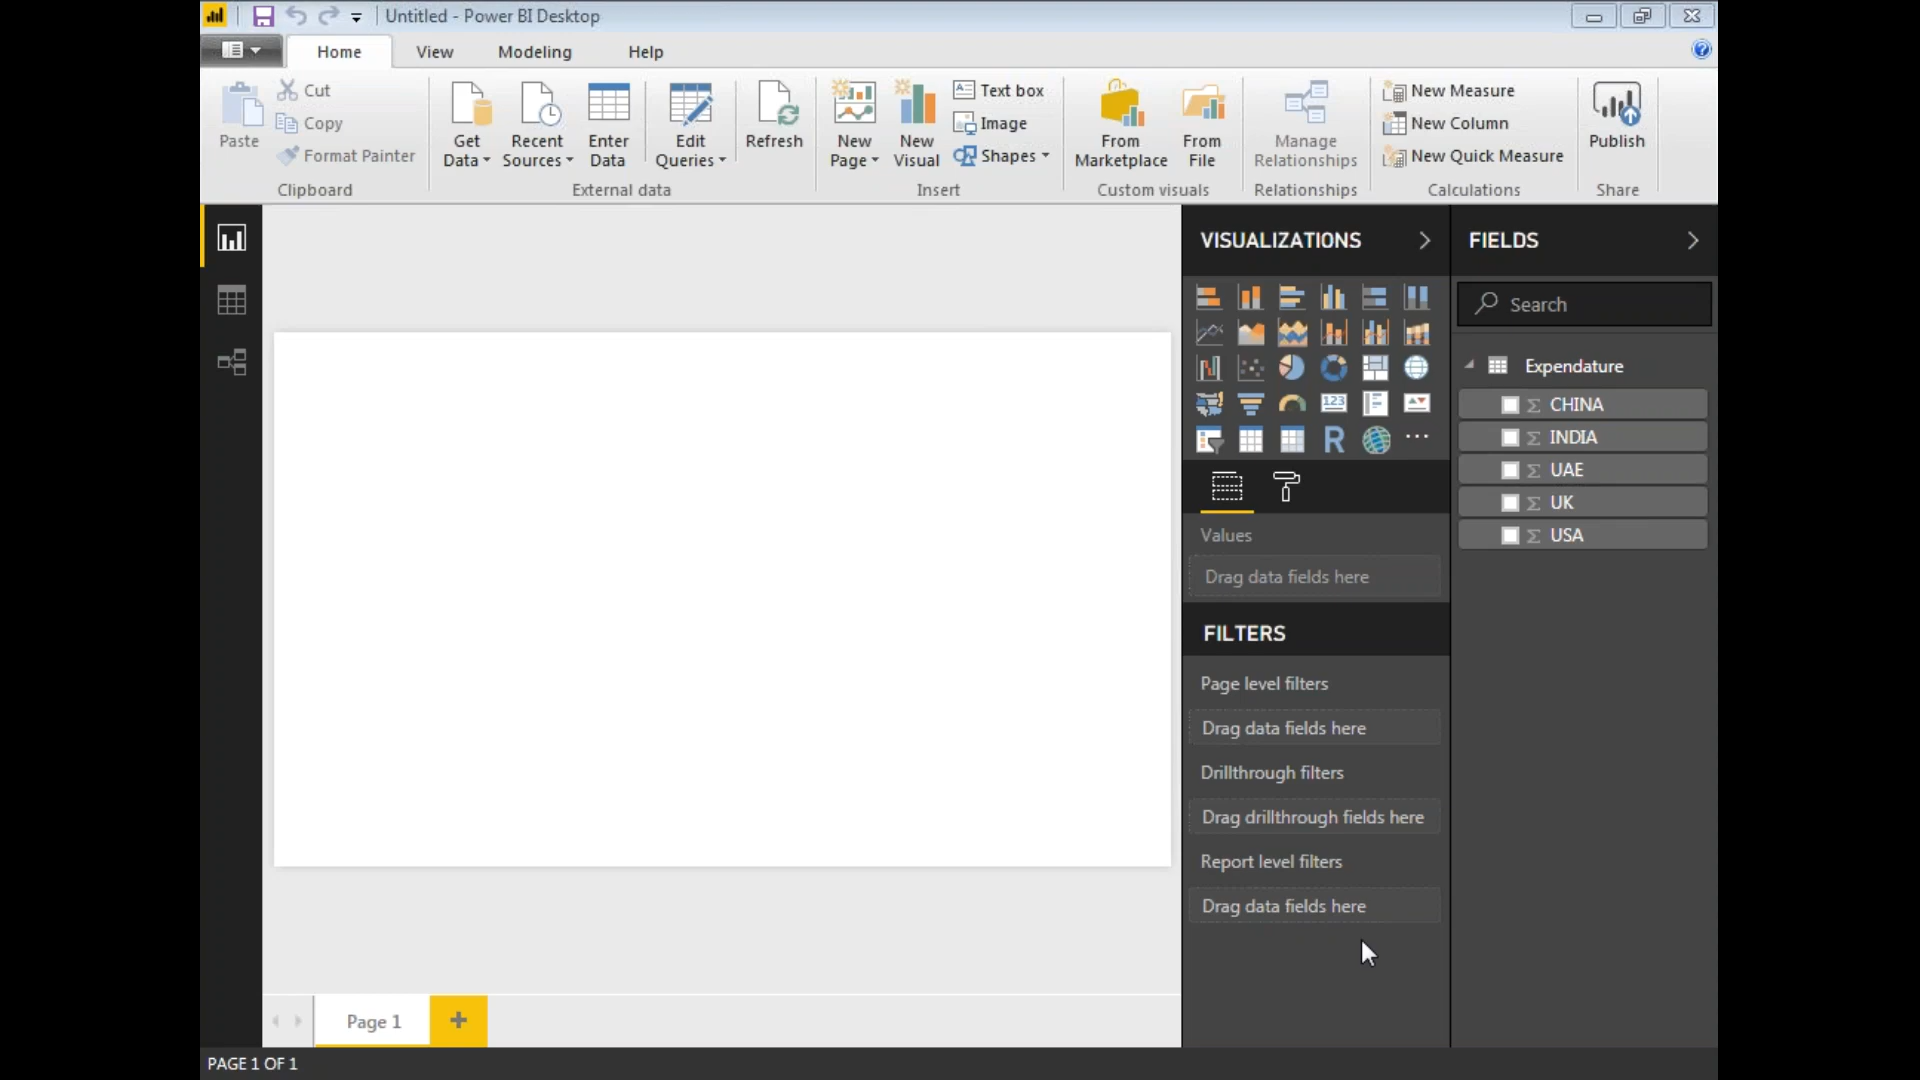 Untitled - Power BI Desktop
Home View Modeling Help
Paste
Cut
Copy
Format Painter
Clipboard
Get Data
Recent Sources
Enter Data
Edit Queries
Refresh
External data
New Page
New Visual
Text box
Image
Shapes
Insert
From Marketplace
From File
Custom visuals
Manage Relationships
Relationships
New Measure
New Column
New Quick Measure
Calculations
Publish
Share
VISUALIZATIONS
123
R
Values
Drag data fields here
FILTERS
Page level filters
Drag data fields here
Drillthrough filters
Drag drillthrough fields here
Report level filters
Drag data fields here
FIELDS
Search
Expendature
Σ CHINA
Σ INDIA
Σ UAE
Σ UK
Σ USA
Page 1
PAGE 1 OF 1